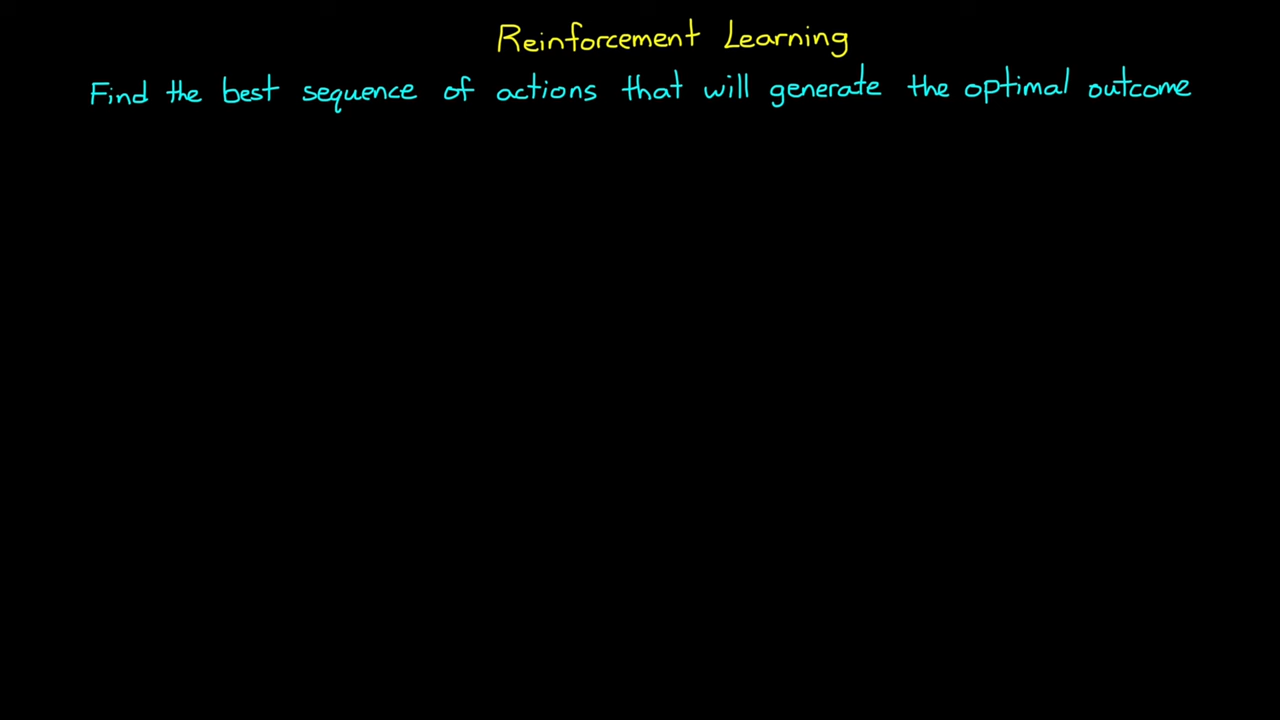 Reinforcement Learning
Find the best sequence of actions that will generate the optimal outcome